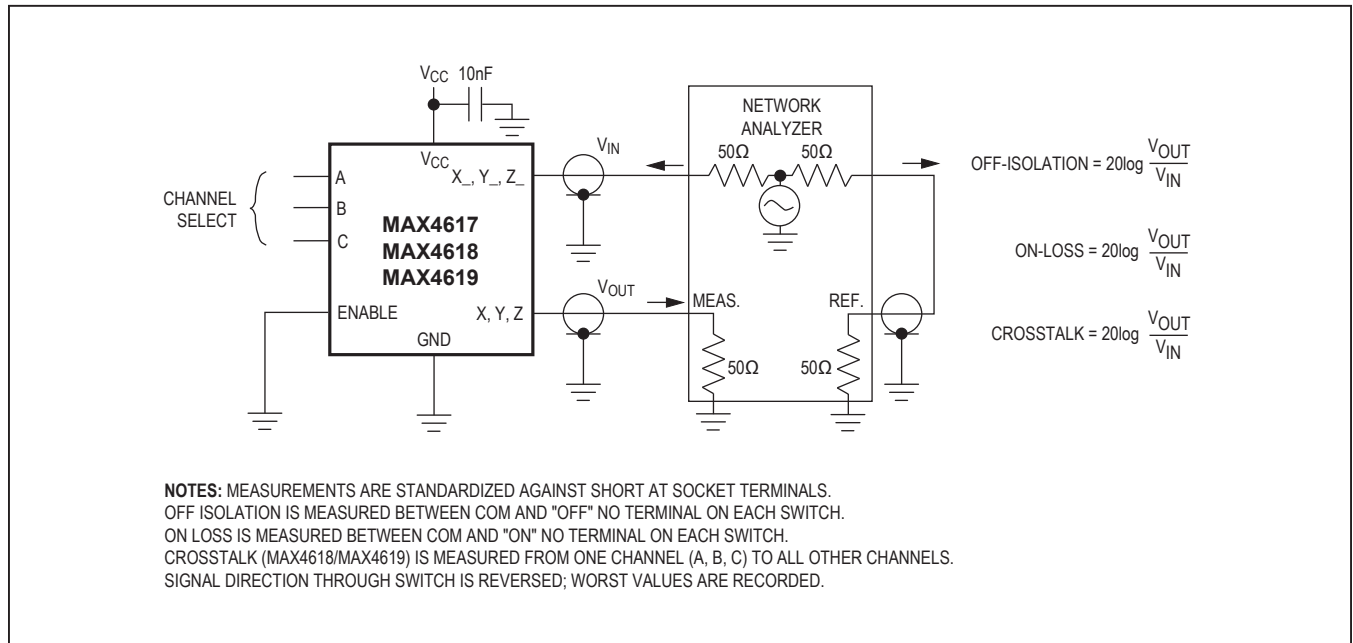 VCC 10nF
VCC
X_, Y_, Z_
VIN
A
B
C
CHANNEL
SELECT
MAX4617
MAX4618
MAX4619
ENABLE
GND
X, Y, Z
VOUT
NETWORK
ANALYZER
50Ω 50Ω
MEAS. REF.
50Ω 50Ω
OFF-ISOLATION = 20log VOUT
VIN
ON-LOSS = 20log VOUT
VIN
CROSSTALK = 20log VOUT
VIN
NOTES: MEASUREMENTS ARE STANDARDIZED AGAINST SHORT AT SOCKET TERMINALS.
OFF ISOLATION IS MEASURED BETWEEN COM AND "OFF" NO TERMINAL ON EACH SWITCH.
ON LOSS IS MEASURED BETWEEN COM AND "ON" NO TERMINAL ON EACH SWITCH.
CROSSTALK (MAX4618/MAX4619) IS MEASURED FROM ONE CHANNEL (A, B, C) TO ALL OTHER CHANNELS.
SIGNAL DIRECTION THROUGH SWITCH IS REVERSED; WORST VALUES ARE RECORDED.